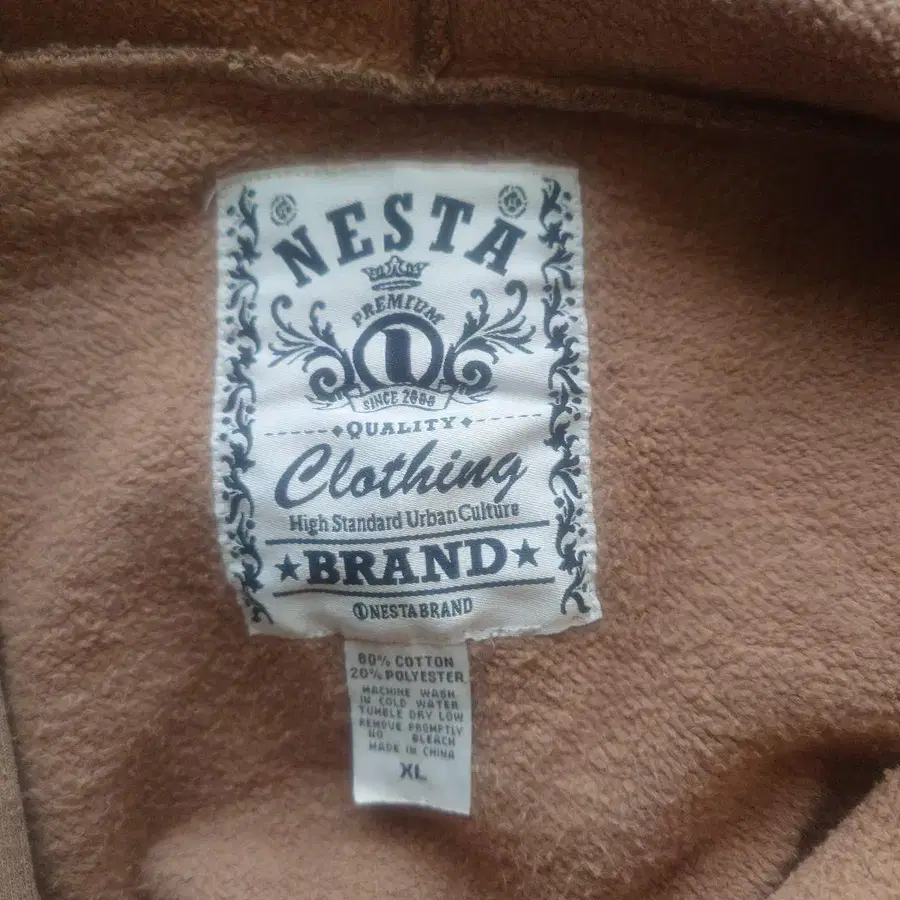 NESTA
PREMIUM
1
SINCE 2000
QUALITY
Clothing
High Standard Urban Culture
★BRAND★
①NESTA BRAND
80% COTTON
20% POLYESTER
MACHINE WASH
IN COLD WATER
TUMBLE DRY LOW
REMOVE PROMPTLY
NO BLEACH
MADE IN CHINA
XL